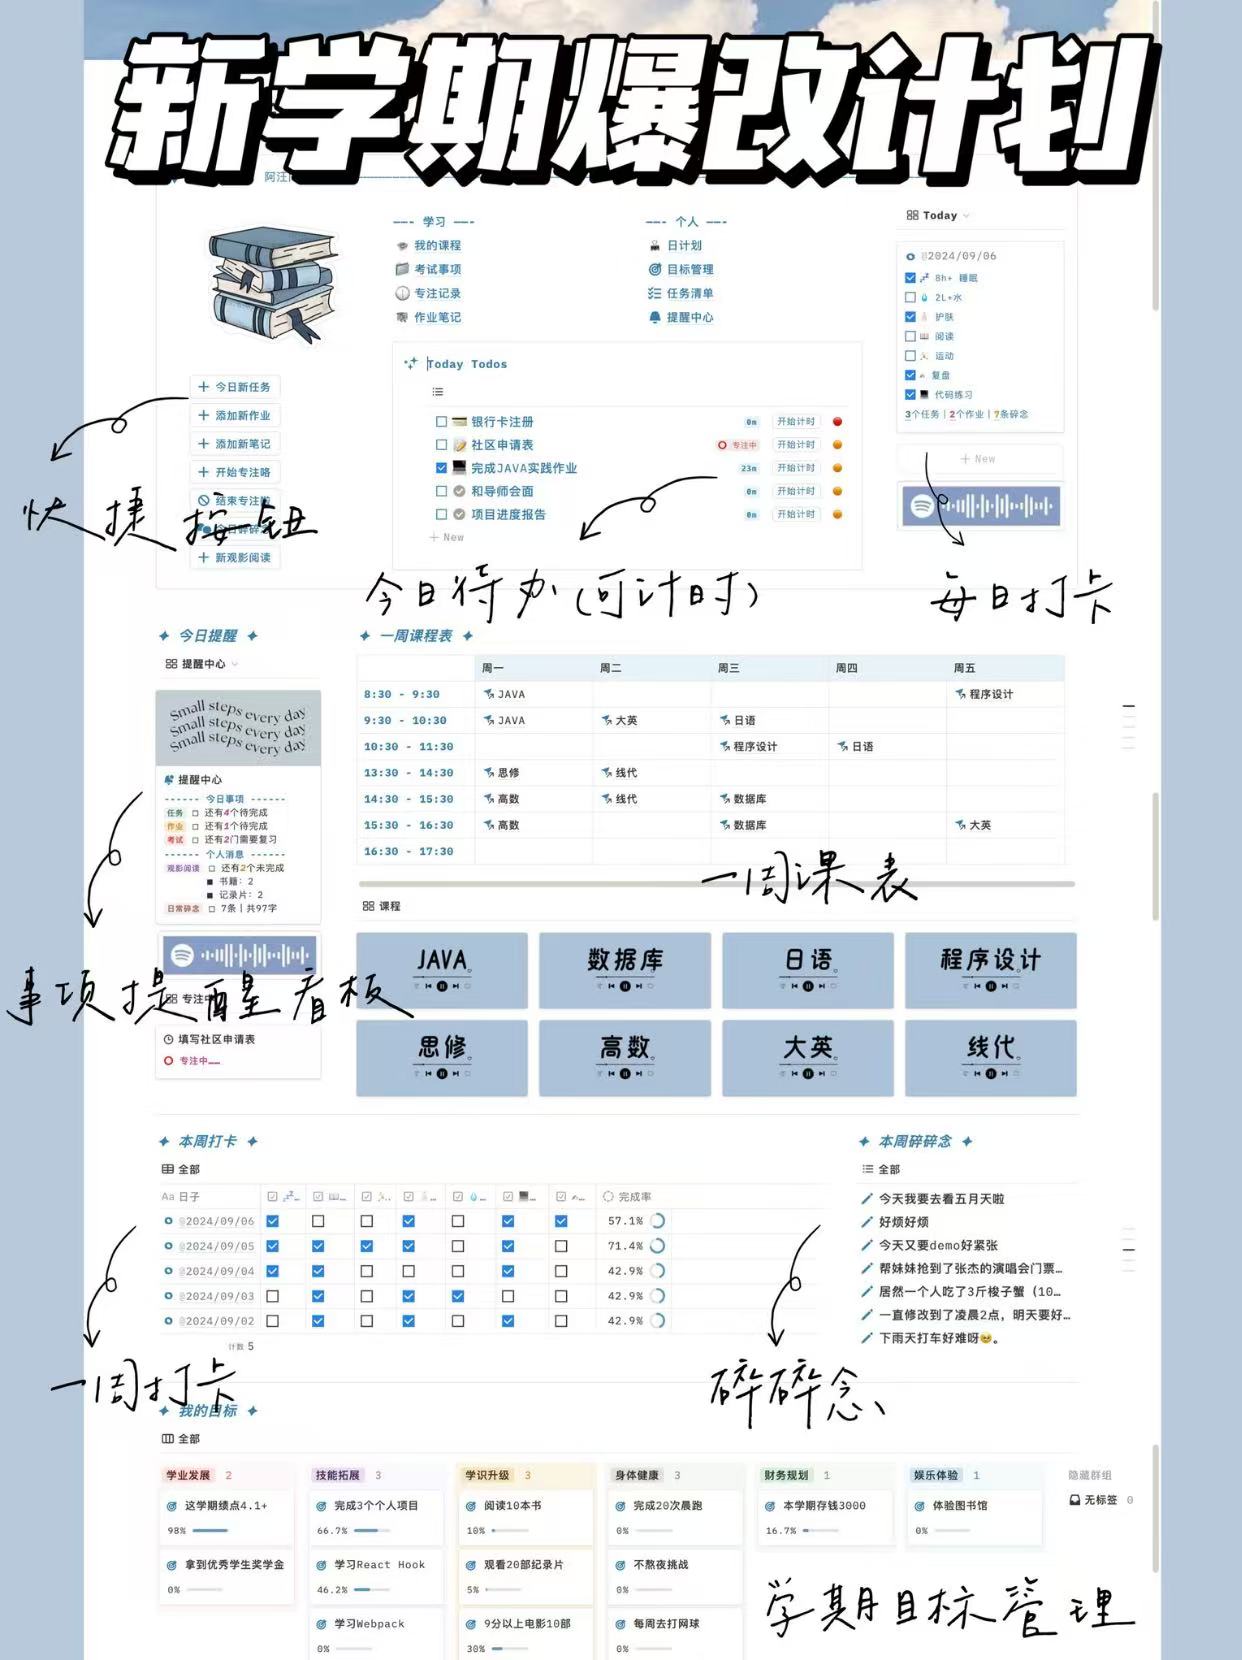 新学期爆改计划
阿汪
学习
我的课程
考试事项
专注记录
作业笔记
个人
日计划
目标管理
任务清单
提醒中心
Today
@2024/09/06
8h+ 睡眠
2L+水
护肤
阅读
运动
复盘
代码练习
3个任务|2个作业|7条碎念
+ New
+ 今日新任务
+ 添加新作业
+ 添加新笔记
+ 开始专注咯
结束专注啦
今日碎碎
+ 新观影阅读
快捷按钮
Today Todos
银行卡注册 0m 开始计时
社区申请表 专注中 开始计时
完成JAVA实践作业 23m 开始计时
和导师会面 0m 开始计时
项目进度报告 0m 开始计时
+ New
今日待办(可计时)
每日打卡
今日提醒
提醒中心
Small steps every day
Small steps every day
Small steps every day
提醒中心
今日事项
任务 还有4个待完成
作业 还有1个待完成
考试 还有2门需要复习
个人消息
观影阅读 还有2个未完成
书籍: 2
记录片: 2
日常碎念 7条|共97字
事项提醒看板
专注中
填写社区申请表
专注中……
一周课程表
周一 周二 周三 周四 周五
8:30 - 9:30 JAVA 程序设计
9:30 - 10:30 JAVA 大英 日语
10:30 - 11:30 程序设计 日语
13:30 - 14:30 思修 线代
14:30 - 15:30 高数 线代 数据库
15:30 - 16:30 高数 数据库 大英
16:30 - 17:30
一周课表
课程
JAVA 数据库 日语 程序设计
思修 高数 大英 线代
本周打卡
全部
Aa 日子 完成率
@2024/09/06 57.1%
@2024/09/05 71.4%
@2024/09/04 42.9%
@2024/09/03 42.9%
@2024/09/02 42.9%
计数 5
一周打卡
本周碎碎念
全部
今天我要去看五月天啦
好烦好烦
今天又要demo好紧张
帮妹妹抢到了张杰的演唱会门票…
居然一个人吃了3斤梭子蟹（10…
一直修改到了凌晨2点，明天要好…
下雨天打车好难呀🥹。
碎碎念
我的目标
全部
学业发展 2
这学期绩点4.1+
98%
拿到优秀学生奖学金
0%
技能拓展 3
完成3个个人项目
66.7%
学习React Hook
46.2%
学习Webpack
0%
学识升级 3
阅读10本书
10%
观看20部纪录片
5%
9分以上电影10部
30%
身体健康 3
完成20次晨跑
0%
不熬夜挑战
0%
每周去打网球
0%
财务规划 1
本学期存钱3000
16.7%
娱乐体验 1
体验图书馆
0%
隐藏群组
无标签 0
学期目标管理